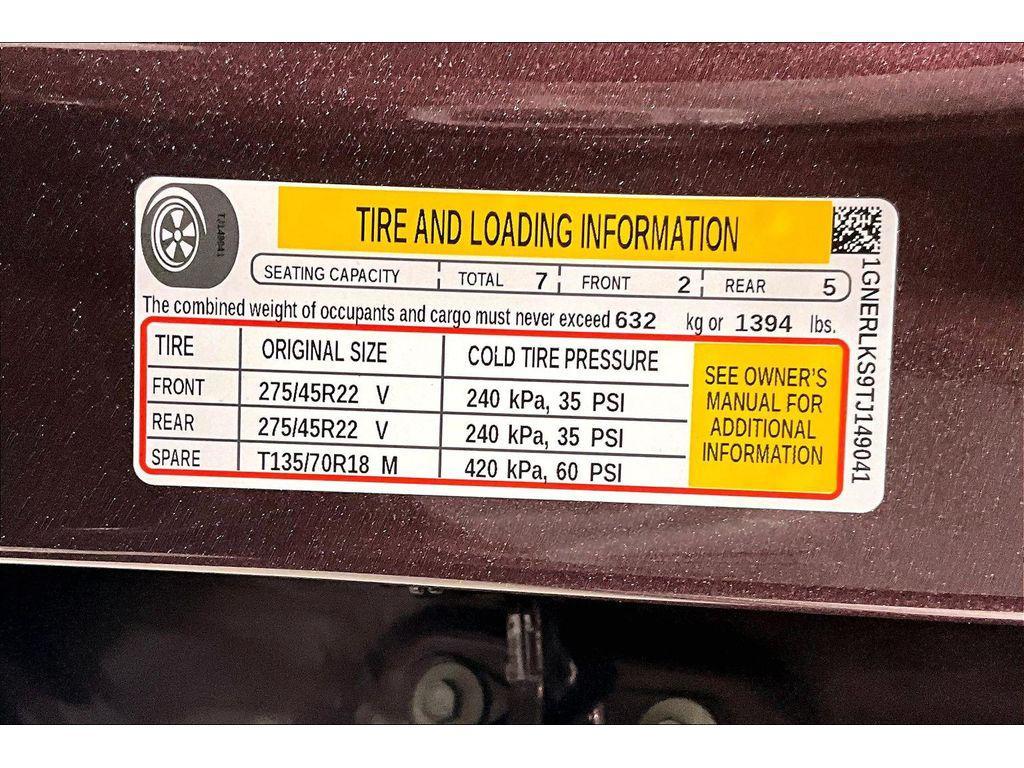 TJ149041
TIRE AND LOADING INFORMATION
SEATING CAPACITY TOTAL 7 FRONT 2 REAR 5
The combined weight of occupants and cargo must never exceed 632 kg or 1394 lbs.
TIRE ORIGINAL SIZE COLD TIRE PRESSURE
FRONT 275/45R22 V 240 kPa, 35 PSI
REAR 275/45R22 V 240 kPa, 35 PSI
SPARE T135/70R18 M 420 kPa, 60 PSI
SEE OWNER'S
MANUAL FOR
ADDITIONAL
INFORMATION
1GNERLKS9TJ149041